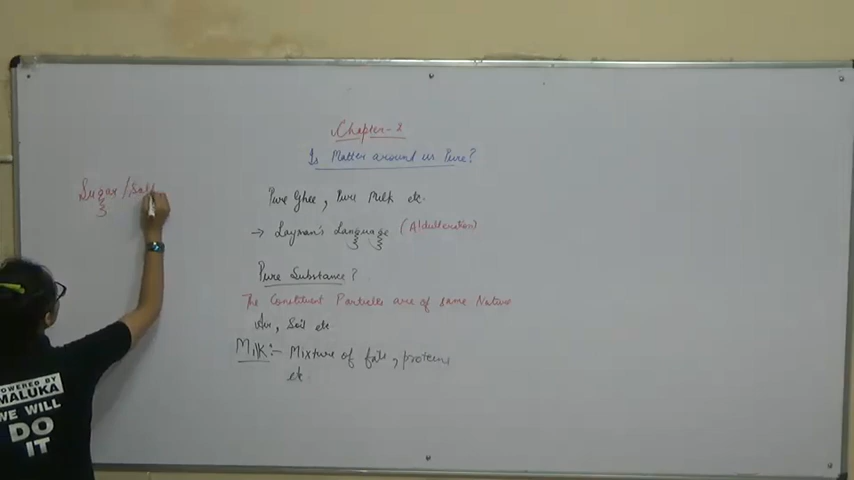 Chapter-2
Is Matter around us Pure?
Sugar/Salt
Pure Ghee, Pure Milk etc.
→ Layman's Language (Aldulteration)
Pure Substance?
The Constituent Particles are of same Nature
Air, Soil etc
Milk:- Mixture of fats, proteins
etc
POWERED BY
MALUKA
WE WILL
DO
IT